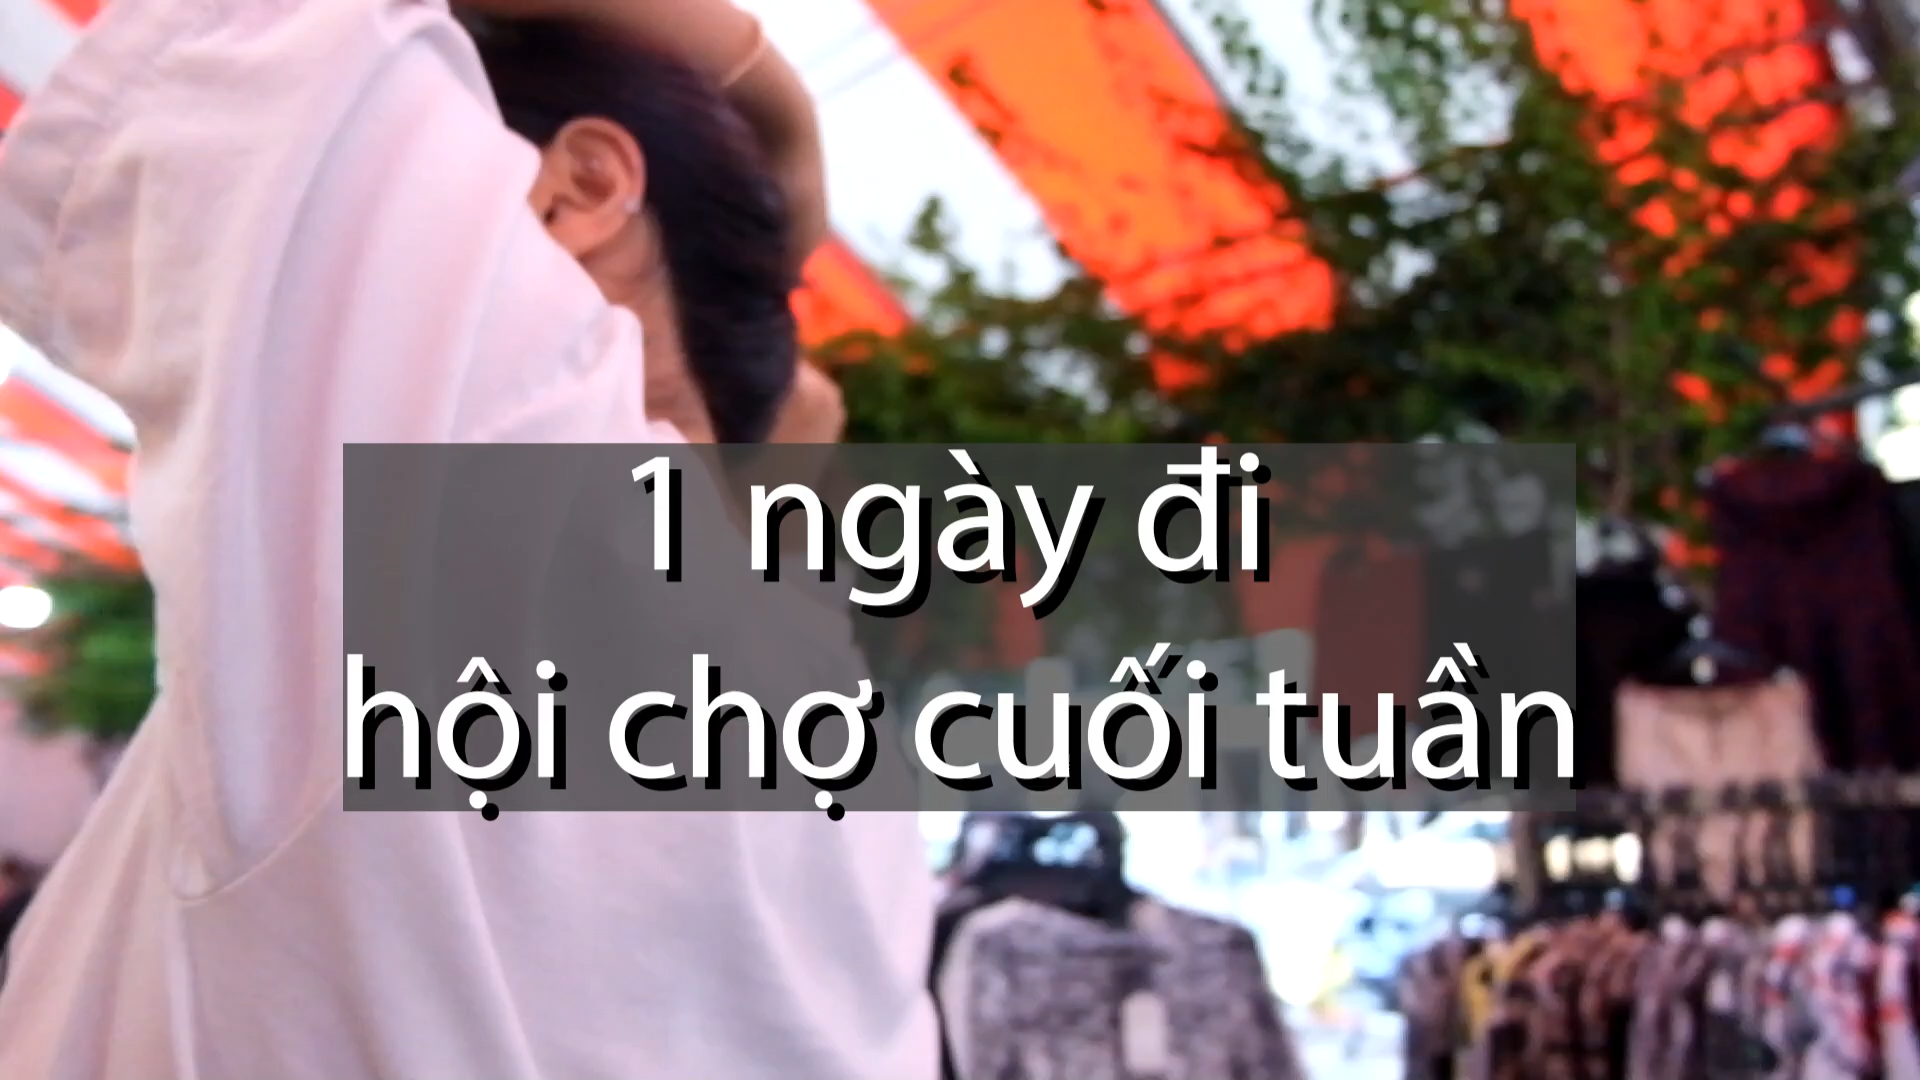 1 ngày đi
hội chợ cuối tuần